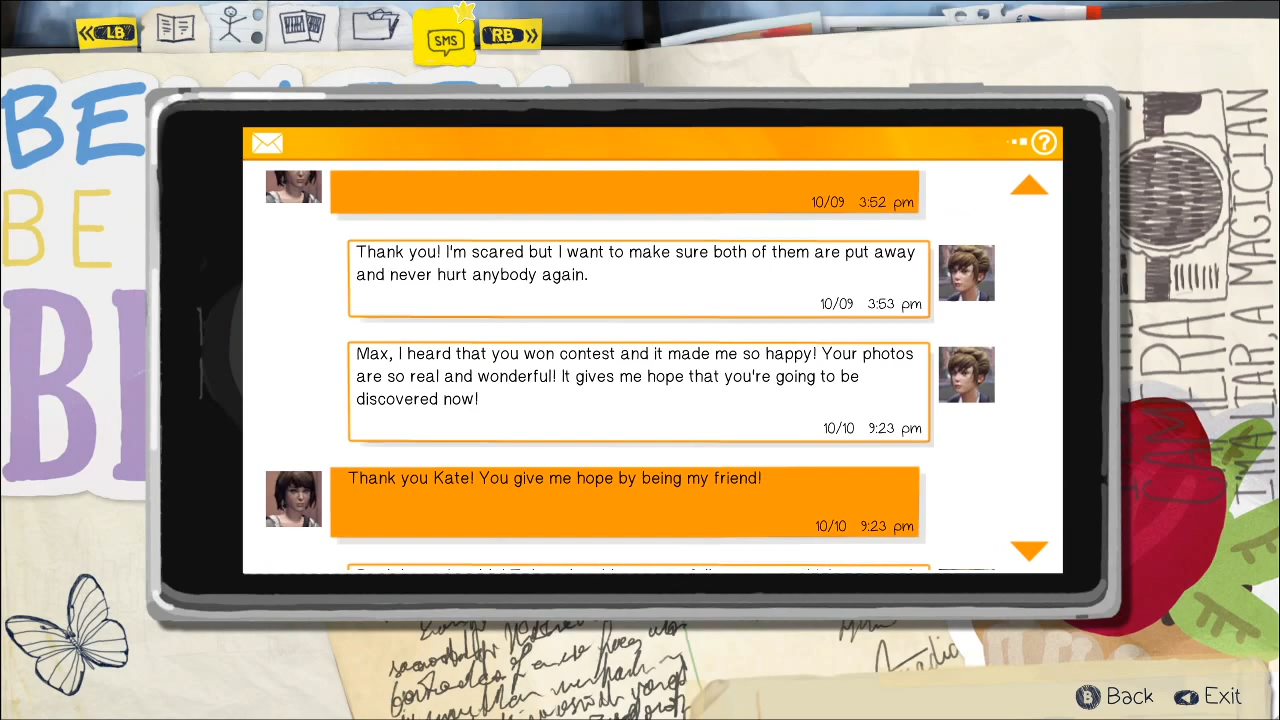 LB
SMS
RB
BE
BE
10/09 3:52 pm
Thank you! I'm scared but I want to make sure both of them are put away
and never hurt anybody again.
10/09 3:53 pm
Max, I heard that you won contest and it made me so happy! Your photos
are so real and wonderful! It gives me hope that you're going to be
discovered now!
10/10 9:23 pm
Thank you Kate! You give me hope by being my friend!
10/10 9:23 pm
CAMERA
I'M A LIAR, A MAGICIAN
B Back
Exit